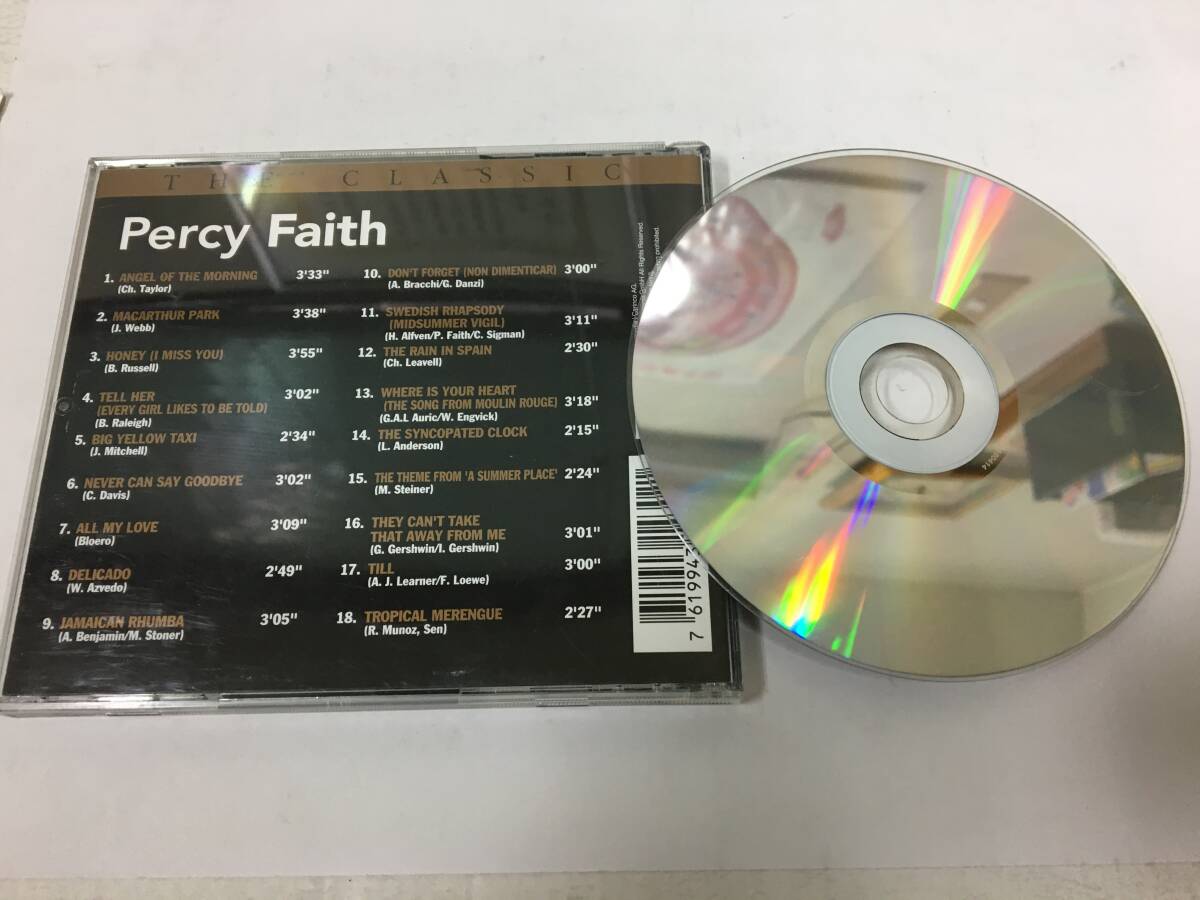 THE CLASSIC
Percy Faith
1. ANGEL OF THE MORNING 3'33"
(Ch. Taylor)
2. MACARTHUR PARK 3'38"
(J. Webb)
3. HONEY (I MISS YOU) 3'55"
(B. Russell)
4. TELL HER 3'02"
(EVERY GIRL LIKES TO BE TOLD)
(B. Raleigh)
5. BIG YELLOW TAXI 2'34"
(J. Mitchell)
6. NEVER CAN SAY GOODBYE 3'02"
(C. Davis)
7. ALL MY LOVE 3'09"
(Bloero)
8. DELICADO 2'49"
(W. Azvedo)
9. JAMAICAN RHUMBA 3'05"
(A. Benjamin/M. Stoner)
10. DON'T FORGET (NON DIMENTICAR) 3'00"
(A. Bracchi/G. Danzi)
11. SWEDISH RHAPSODY
(MIDSUMMER VIGIL) 3'11"
(H. Alfven/P. Faith/C. Sigman)
12. THE RAIN IN SPAIN 2'30"
(Ch. Leavell)
13. WHERE IS YOUR HEART
(THE SONG FROM MOULIN ROUGE) 3'18"
(G.A.L Auric/W. Engvick)
14. THE SYNCOPATED CLOCK 2'15"
(L. Anderson)
15. THE THEME FROM 'A SUMMER PLACE' 2'24"
(M. Steiner)
16. THEY CAN'T TAKE
THAT AWAY FROM ME 3'01"
(G. Gershwin/I. Gershwin)
17. TILL 3'00"
(A. J. Learner/F. Loewe)
18. TROPICAL MERENGUE 2'27"
(R. Munoz, Sen)
AG.
GmbH All Rights Reserved.
prohibited.
7 61994